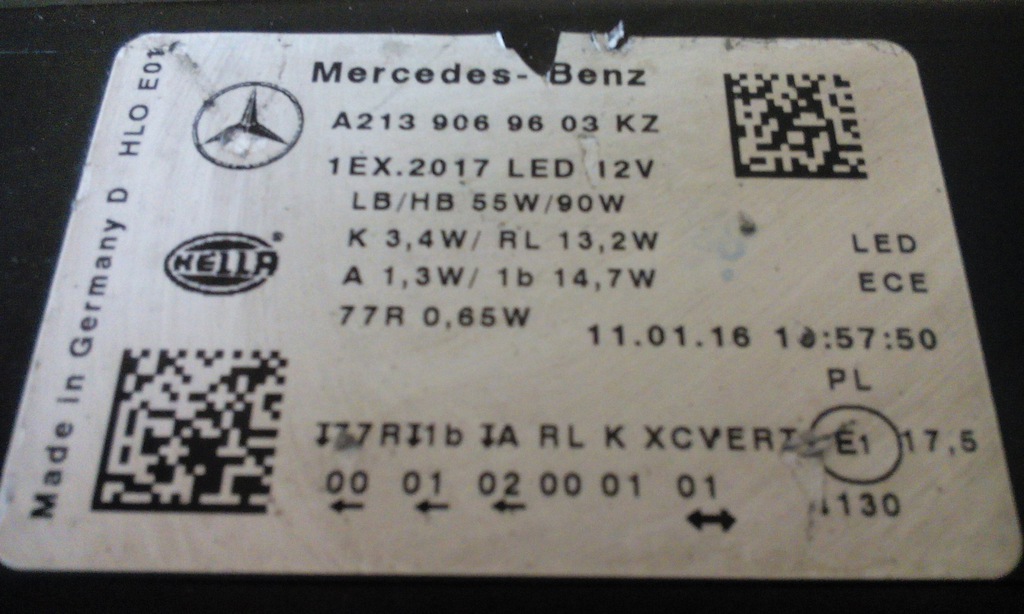 Made in Germany D HLO E01
Mercedes-Benz
A213 906 96 03 KZ
1EX.2017 LED 12V
LB/HB 55W/90W
K 3,4W/ RL 13,2W
HELLA
A 1,3W/ 1b 14,7W
LED
ECE
77R 0,65W
11.01.16
PL
RL K E1 17,5
00 01 02 00 01 01